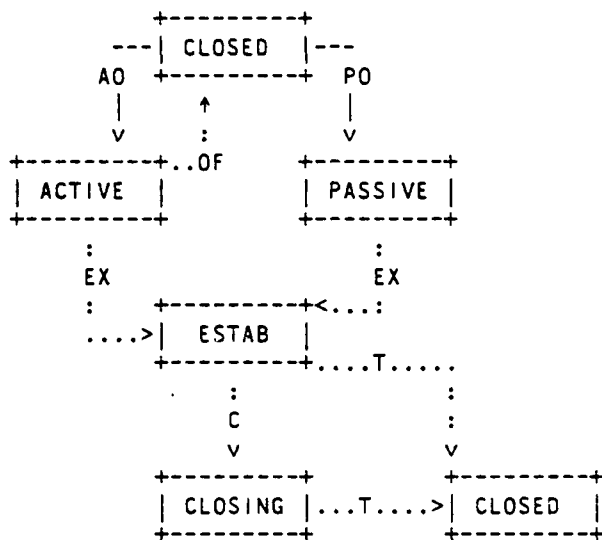 CLOSED
AO PO
OF
ACTIVE PASSIVE
EX EX
ESTAB
T
C
CLOSING T CLOSED